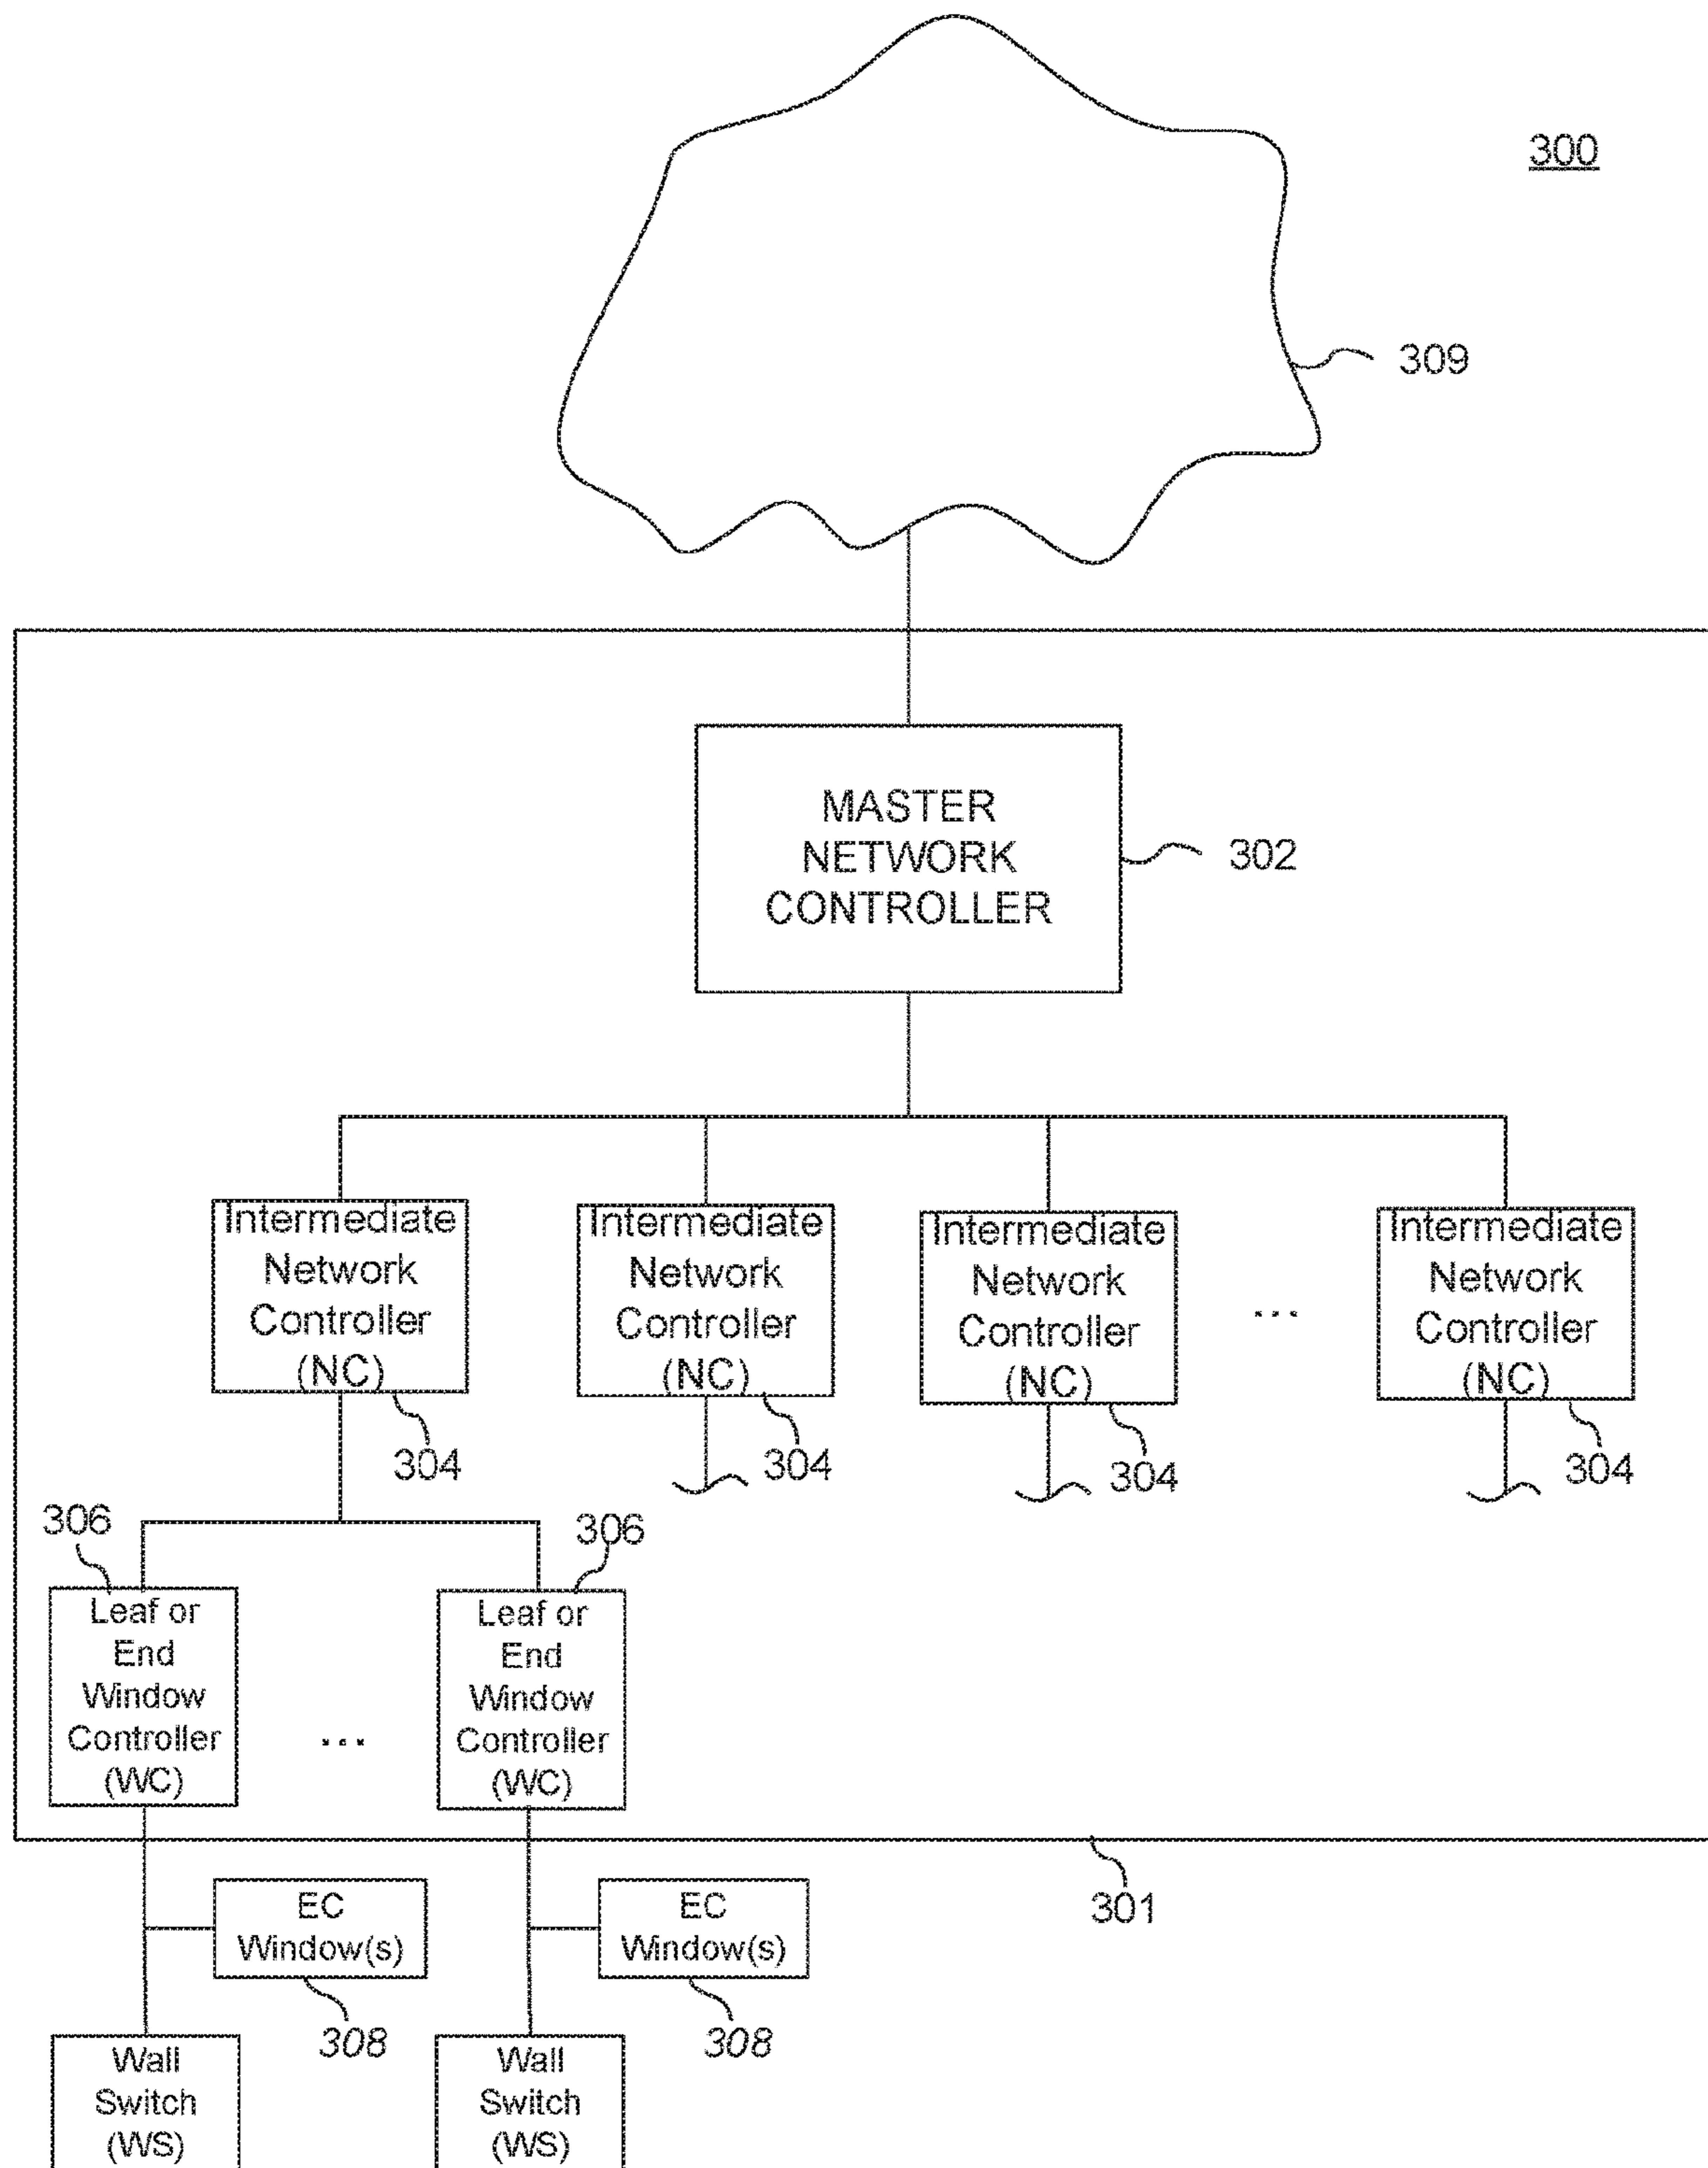 300
309
MASTER
NETWORK
CONTROLLER
302
Intermediate
Network
Controller
(NC)
304
Intermediate
Network
Controller
(NC)
304
Intermediate
Network
Controller
(NC)
304
...
Intermediate
Network
Controller
(NC)
304
306
Leaf or
End
Window
Controller
(WC)
...
306
Leaf or
End
Window
Controller
(WC)
301
EC
Window(s)
308
EC
Window(s)
308
Wall
Switch
(WS)
Wall
Switch
(WS)